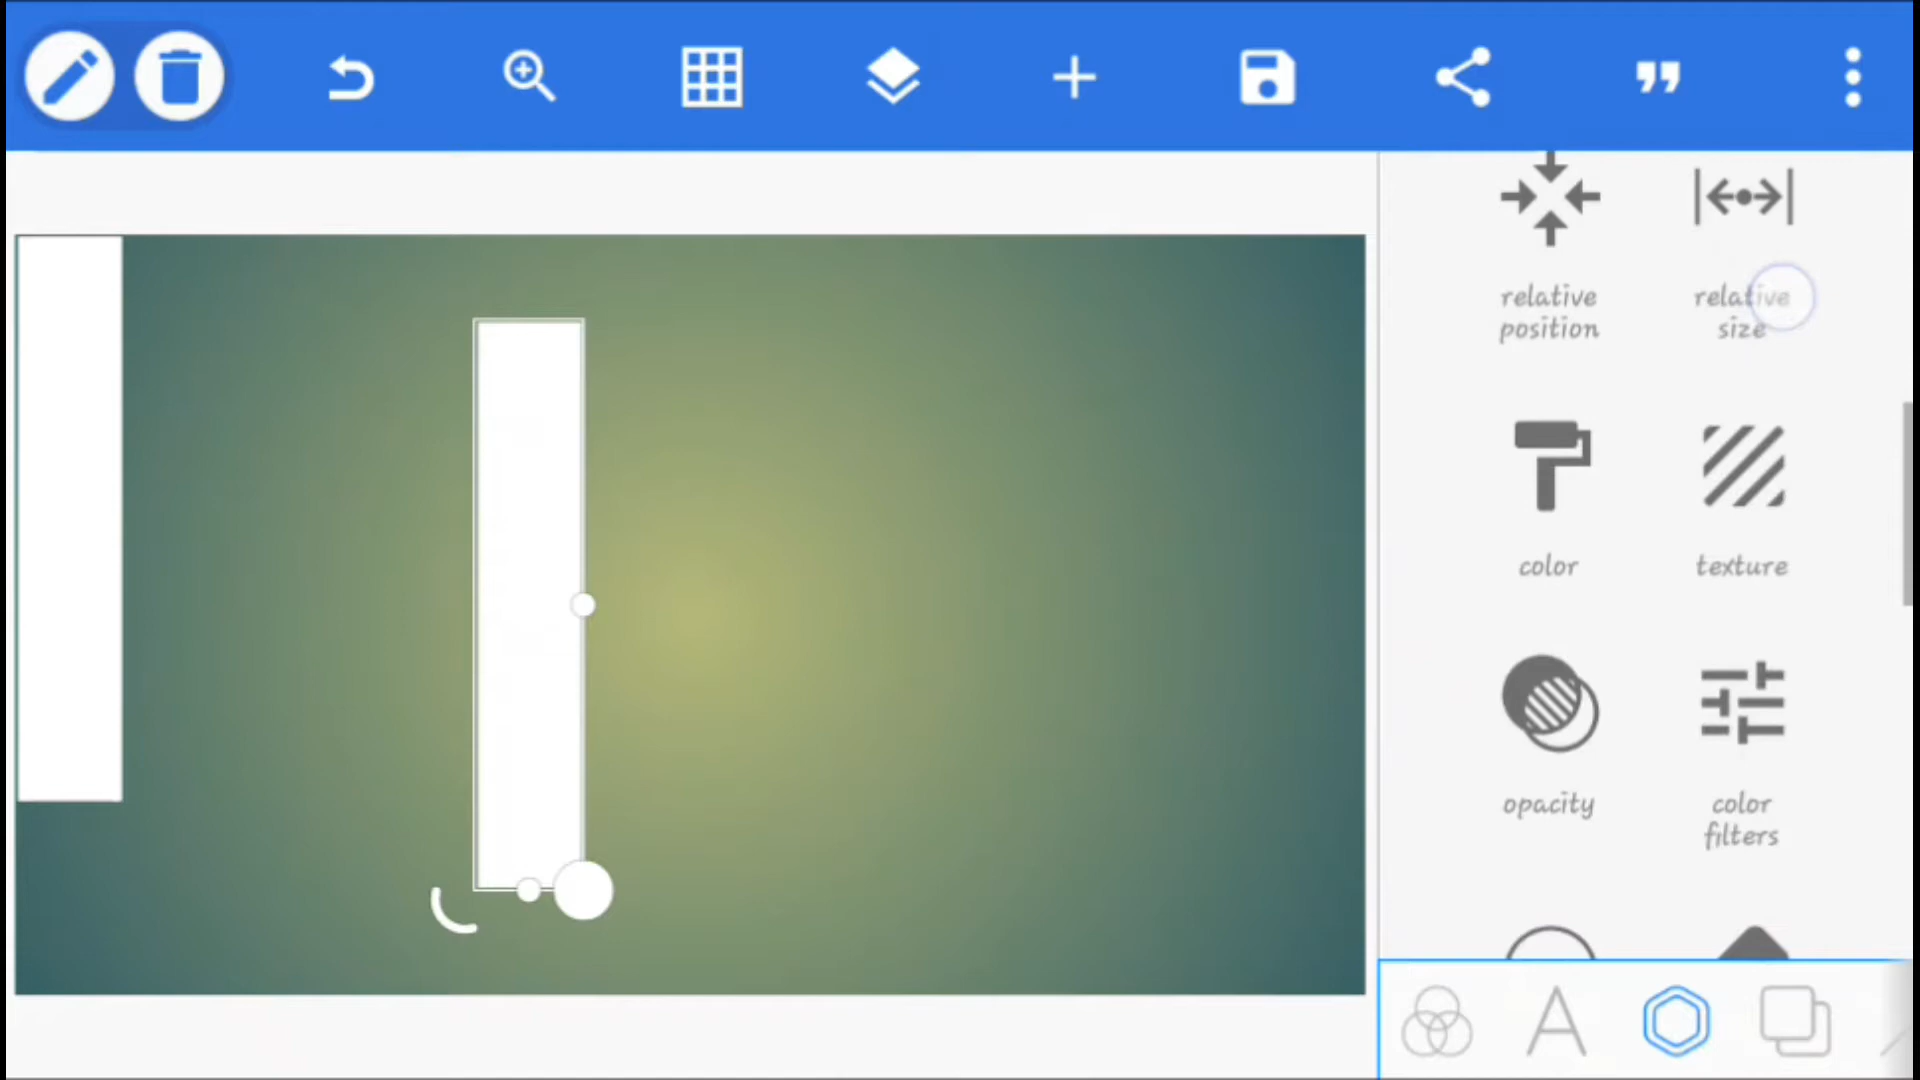 relative
position
relative
size
color
texture
opacity
color
filters